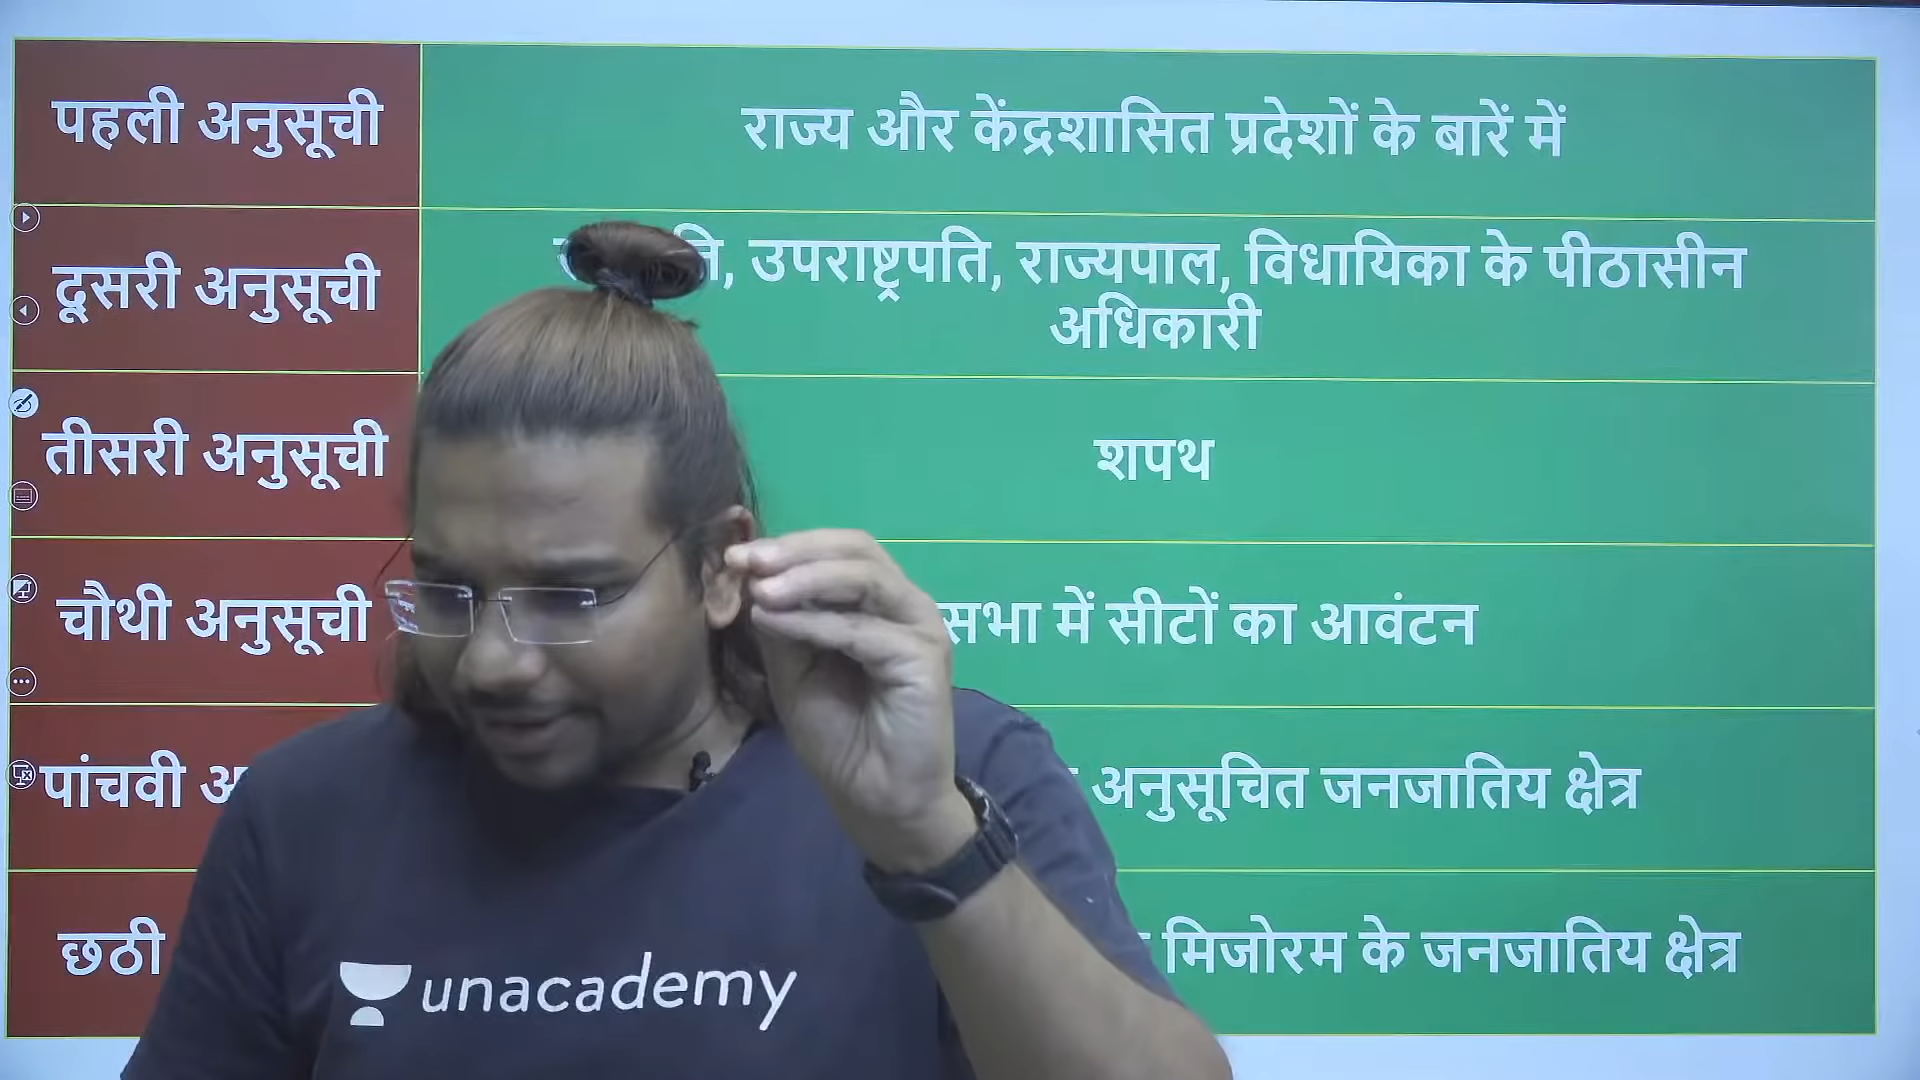 पहली अनुसूची
राज्य और केंद्रशासित प्रदेशों के बारें में
दूसरी अनुसूची
उपराष्ट्रपति, राज्यपाल, विधायिका के पीठासीन
अधिकारी
तीसरी अनुसूची
शपथ
चौथी अनुसूची
में सीटों का आवंटन
पांचवी
अनुसूचित जनजातिय क्षेत्र
छठी
मिजोरम के जनजातिय क्षेत्र
unacademy